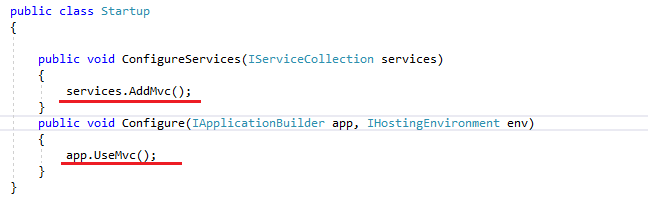 public class Startup
{
public void ConfigureServices(IServiceCollection services)
{
services.AddMvc();
}
public void Configure(IApplicationBuilder app, IHostingEnvironment env)
{
app.UseMvc();
}
}